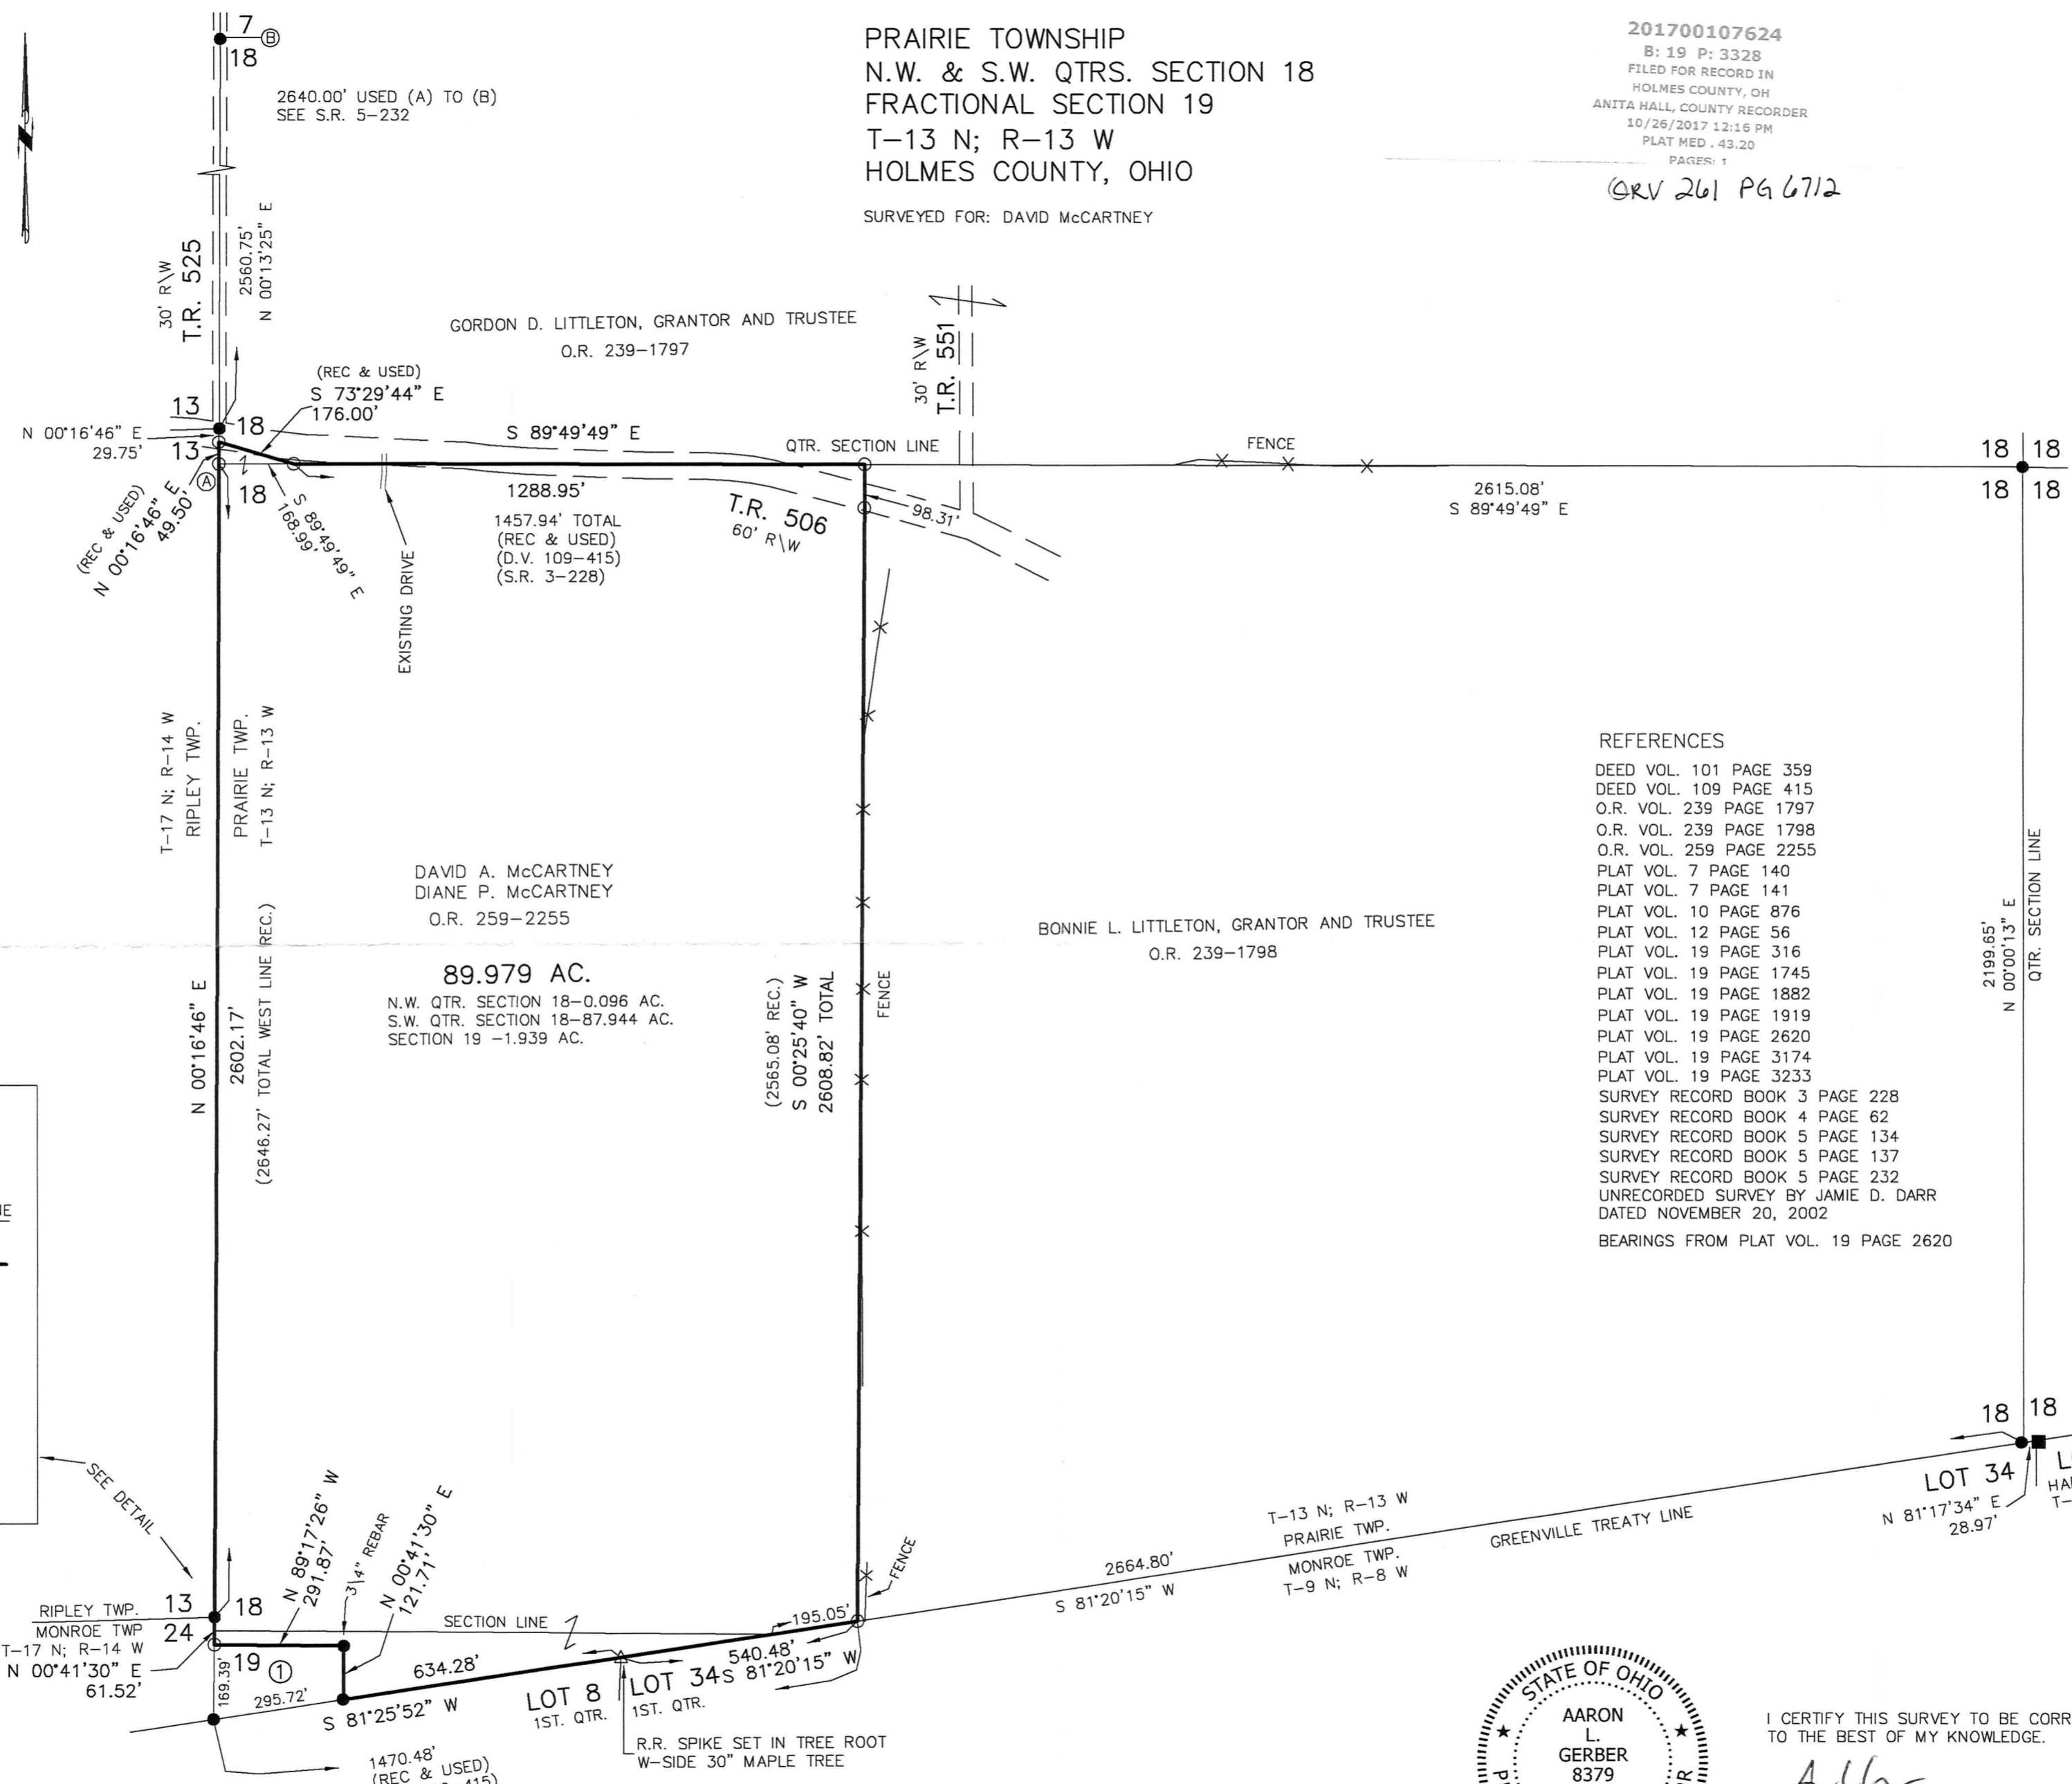 PRAIRIE TOWNSHIP
N.W. & S.W. QTRS. SECTION 18
FRACTIONAL SECTION 19
T-13 N; R-13 W
HOLMES COUNTY, OHIO
SURVEYED FOR: DAVID McCARTNEY
201700107624
B: 19 P: 3328
FILED FOR RECORD IN
HOLMES COUNTY, OH
ANITA HALL, COUNTY RECORDER
10/26/2017 12:16 PM
PLAT MED . 43.20
PAGES: 1
ORV 261 PG 6712
7
B
18
2640.00' USED (A) TO (B)
SEE S.R. 5-232
30' R\W
T.R. 525
2560.75'
N 00°13'25" E
GORDON D. LITTLETON, GRANTOR AND TRUSTEE
O.R. 239-1797
30' R\W
T.R. 551
(REC & USED)
S 73°29'44" E
176.00'
13
18
N 00°16'46" E
29.75'
13
18
A
(REC & USED)
N 00°16'46" E
49.50'
S 89°49'49" E
168.99'
S 89°49'49" E
QTR. SECTION LINE
FENCE
1288.95'
1457.94' TOTAL
(REC & USED)
(D.V. 109-415)
(S.R. 3-228)
EXISTING DRIVE
T.R. 506
60' R\W
98.31'
2615.08'
S 89°49'49" E
18 18
18 18
T-17 N; R-14 W
RIPLEY TWP.
PRAIRIE TWP.
T-13 N; R-13 W
DAVID A. McCARTNEY
DIANE P. McCARTNEY
O.R. 259-2255
89.979 AC.
N.W. QTR. SECTION 18-0.096 AC.
S.W. QTR. SECTION 18-87.944 AC.
SECTION 19 -1.939 AC.
N 00°16'46" E
2602.17'
(2646.27' TOTAL WEST LINE REC.)
(2565.08' REC.)
S 00°25'40" W
2608.82' TOTAL
FENCE
BONNIE L. LITTLETON, GRANTOR AND TRUSTEE
O.R. 239-1798
REFERENCES
DEED VOL. 101 PAGE 359
DEED VOL. 109 PAGE 415
O.R. VOL. 239 PAGE 1797
O.R. VOL. 239 PAGE 1798
O.R. VOL. 259 PAGE 2255
PLAT VOL. 7 PAGE 140
PLAT VOL. 7 PAGE 141
PLAT VOL. 10 PAGE 876
PLAT VOL. 12 PAGE 56
PLAT VOL. 19 PAGE 316
PLAT VOL. 19 PAGE 1745
PLAT VOL. 19 PAGE 1882
PLAT VOL. 19 PAGE 1919
PLAT VOL. 19 PAGE 2620
PLAT VOL. 19 PAGE 3174
PLAT VOL. 19 PAGE 3233
SURVEY RECORD BOOK 3 PAGE 228
SURVEY RECORD BOOK 4 PAGE 62
SURVEY RECORD BOOK 5 PAGE 134
SURVEY RECORD BOOK 5 PAGE 137
SURVEY RECORD BOOK 5 PAGE 232
UNRECORDED SURVEY BY JAMIE D. DARR
DATED NOVEMBER 20, 2002
BEARINGS FROM PLAT VOL. 19 PAGE 2620
2199.65'
N 00°00'13" E
QTR. SECTION LINE
SEE DETAIL
RIPLEY TWP.
MONROE TWP
T-17 N; R-14 W
N 00°41'30" E
61.52'
13
18
24
19
1
N 89°17'26" W
291.87'
3\4" REBAR
N 00°41'30" E
121.71'
SECTION LINE
169.39'
295.72'
634.28'
S 81°25'52" W
LOT 8
1ST. QTR.
LOT 34
1ST. QTR.
195.05'
540.48'
S 81°20'15" W
R.R. SPIKE SET IN TREE ROOT
W-SIDE 30" MAPLE TREE
1470.48'
(REC & USED)
FENCE
2664.80'
S 81°20'15" W
T-13 N; R-13 W
PRAIRIE TWP.
MONROE TWP.
T-9 N; R-8 W
GREENVILLE TREATY LINE
18 18
LOT 34
N 81°17'34" E
28.97'
STATE OF OHIO
AARON
L.
GERBER
8379
I CERTIFY THIS SURVEY TO BE CORR
TO THE BEST OF MY KNOWLEDGE.